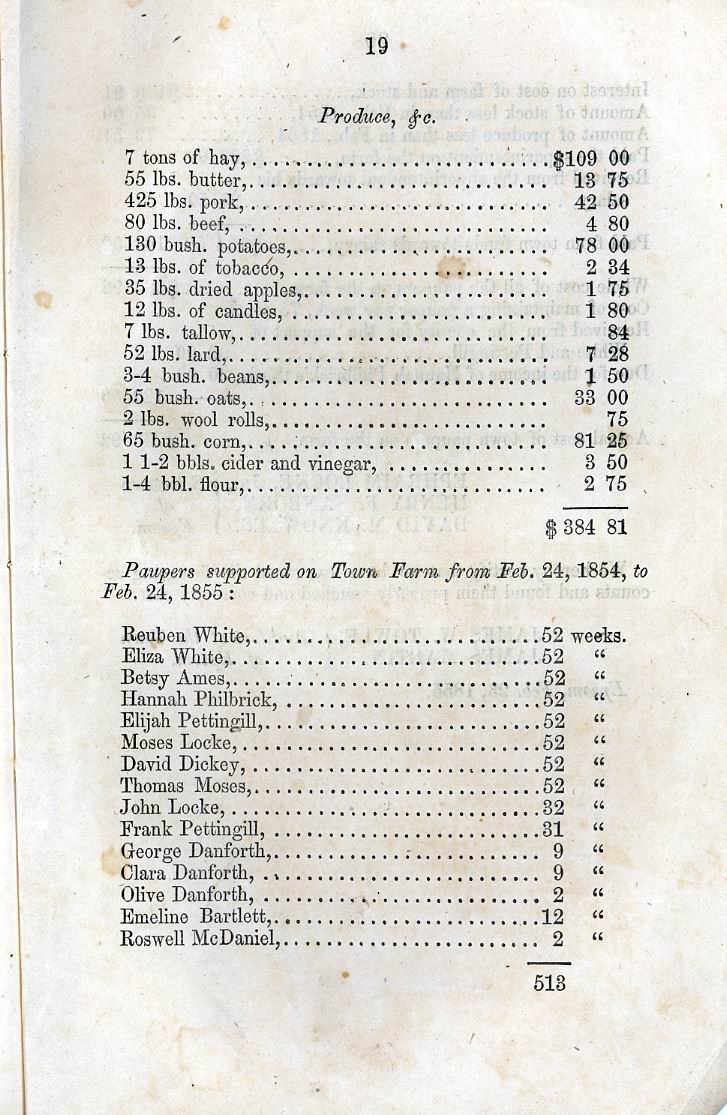 19
Produce, &c.
7 tons of hay, . . . . . . . . . . . . . . . . . . . . . . . . . . . . $109 00
55 lbs. butter, . . . . . . . . . . . . . . . . . . . . . . . . . . . . 13 75
425 lbs. pork, . . . . . . . . . . . . . . . . . . . . . . . . . . . . 42 50
80 lbs. beef, . . . . . . . . . . . . . . . . . . . . . . . . . . . . 4 80
130 bush. potatoes, . . . . . . . . . . . . . . . . . . . . . . . . 78 00
13 lbs. of tobacco, . . . . . . . . . . . . . . . . . . . . . . . . 2 34
35 lbs. dried apples, . . . . . . . . . . . . . . . . . . . . . . . 1 75
12 lbs. of candles, . . . . . . . . . . . . . . . . . . . . . . . . 1 80
7 lbs. tallow, . . . . . . . . . . . . . . . . . . . . . . . . . . . 84
52 lbs. lard, . . . . . . . . . . . . . . . . . . . . . . . . . . . . 7 28
3-4 bush. beans, . . . . . . . . . . . . . . . . . . . . . . . . . . 1 50
55 bush. oats, . . . . . . . . . . . . . . . . . . . . . . . . . . . 33 00
2 lbs. wool rolls, . . . . . . . . . . . . . . . . . . . . . . . . . 75
65 bush. corn, . . . . . . . . . . . . . . . . . . . . . . . . . . . 81 25
1 1-2 bbls. cider and vinegar, . . . . . . . . . . . . . . . . 3 50
1-4 bbl. flour, . . . . . . . . . . . . . . . . . . . . . . . . . . . 2 75
$ 384 81
Paupers supported on Town Farm from Feb. 24, 1854, to
Feb. 24, 1855 :
Reuben White, . . . . . . . . . . . . . . . . . . . . . . . . . 52 weeks.
Eliza White, . . . . . . . . . . . . . . . . . . . . . . . . . . 52 “
Betsy Ames, . . . . . . . . . . . . . . . . . . . . . . . . . . 52 “
Hannah Philbrick, . . . . . . . . . . . . . . . . . . . . . . 52 “
Elijah Pettingill, . . . . . . . . . . . . . . . . . . . . . . . 52 “
Moses Locke, . . . . . . . . . . . . . . . . . . . . . . . . . 52 “
David Dickey, . . . . . . . . . . . . . . . . . . . . . . . . . 52 “
Thomas Moses, . . . . . . . . . . . . . . . . . . . . . . . . 52 “
John Locke, . . . . . . . . . . . . . . . . . . . . . . . . . . 32 “
Frank Pettingill, . . . . . . . . . . . . . . . . . . . . . . . 31 “
George Danforth, . . . . . . . . . . . . . . . . . . . . . . . 9 “
Clara Danforth, . . . . . . . . . . . . . . . . . . . . . . . . 9 “
Olive Danforth, . . . . . . . . . . . . . . . . . . . . . . . . 2 “
Emeline Bartlett, . . . . . . . . . . . . . . . . . . . . . . . 12 “
Roswell McDaniel, . . . . . . . . . . . . . . . . . . . . . . 2 “
513